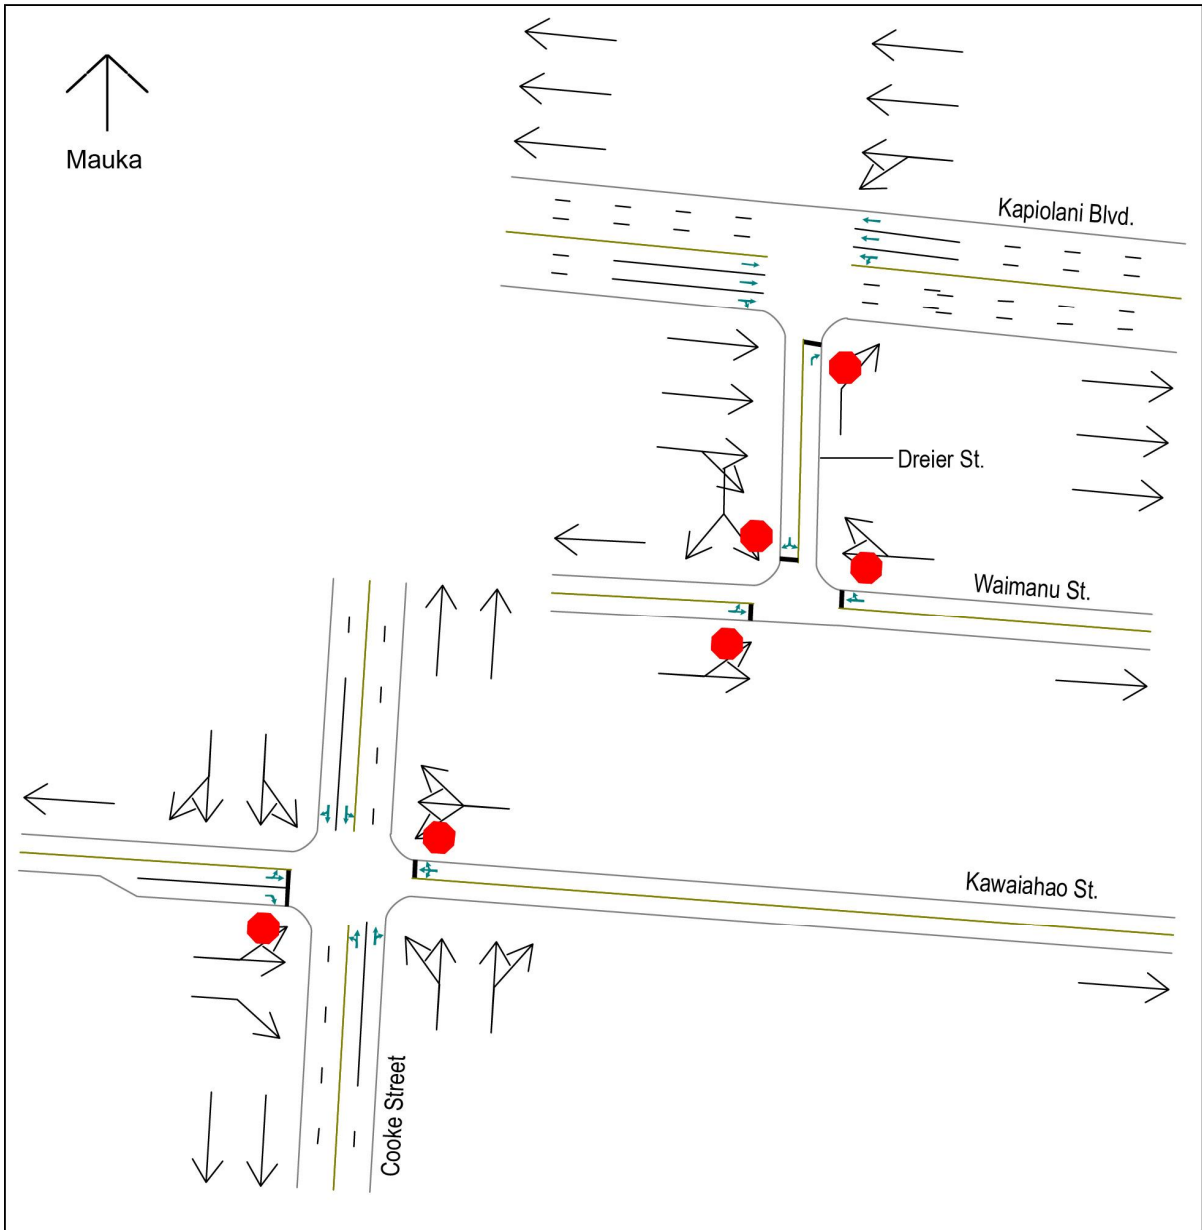 Mauka
Kapiolani Blvd.
Dreier St.
Waimanu St.
Kawaiahao St.
Cooke Street